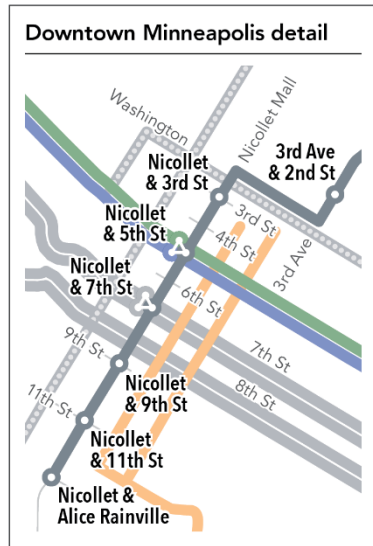 Downtown Minneapolis detail
Washington
Nicollet Mall
Nicollet
& 3rd St
3rd Ave
& 2nd St
Nicollet
& 5th St
3rd St
4th St
3rd Ave
Nicollet
& 7th St
6th St
9th St
7th St
8th St
Nicollet
& 9th St
11th St
Nicollet
& 11th St
Nicollet &
Alice Rainville